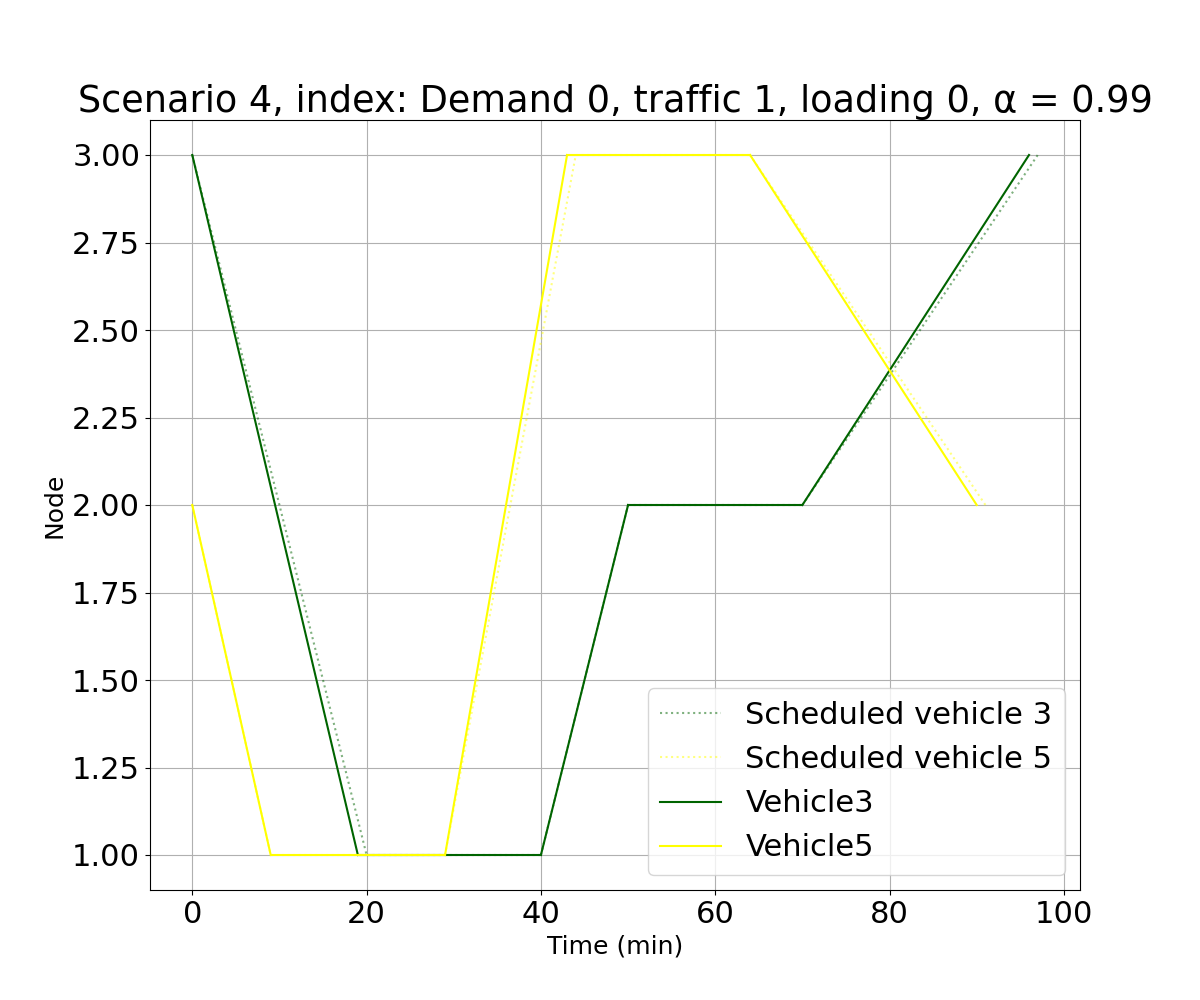 Scenario 4, index: Demand 0, traffic 1, loading 0, α = 0.99
3.00
2.75
2.50
2.25
2.00
1.75
1.50
1.25
1.00
Node
Scheduled vehicle 3
Scheduled vehicle 5
Vehicle3
Vehicle5
0 20 40 60 80 100
Time (min)